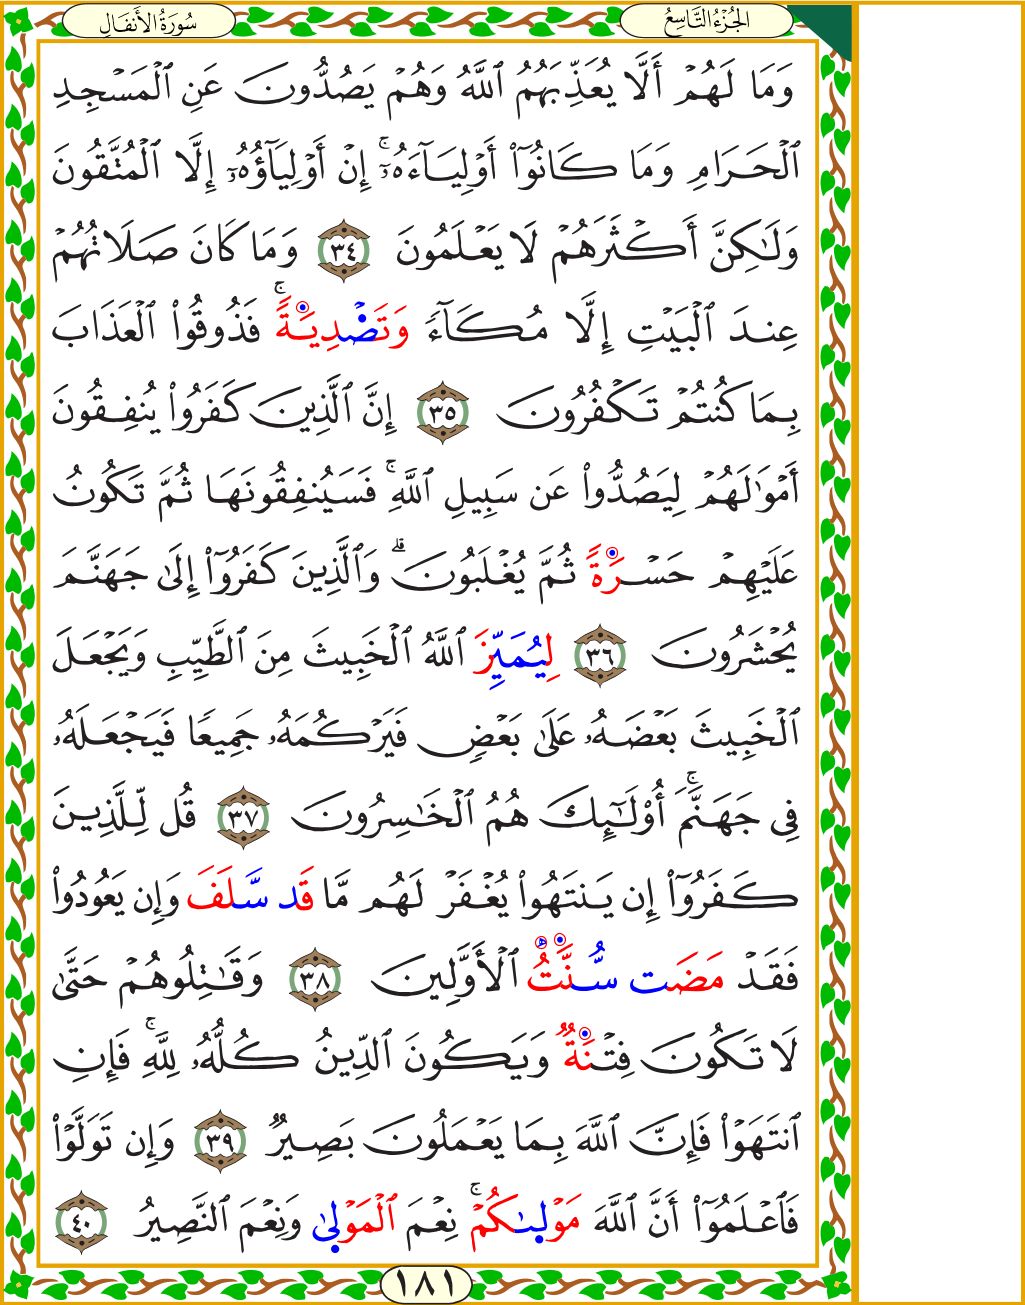 الجُزْءُ التَّاسِعُ
سُورَةُ الأَنفَالِ
وَمَا لَهُمْ أَلَّا يُعَذِّبَهُمُ ٱللَّهُ وَهُمْ يَصُدُّونَ عَنِ ٱلْمَسْجِدِ
ٱلْحَرَامِ وَمَا كَانُوٓا۟ أَوْلِيَآءَهُۥٓ ۚ إِنْ أَوْلِيَآؤُهُۥٓ إِلَّا ٱلْمُتَّقُونَ
وَلَـٰكِنَّ أَكْثَرَهُمْ لَا يَعْلَمُونَ ٣٤ وَمَا كَانَ صَلَاتُهُمْ
عِندَ ٱلْبَيْتِ إِلَّا مُكَآءً وَتَصْدِيَةً ۚ فَذُوقُوا۟ ٱلْعَذَابَ
بِمَا كُنتُمْ تَكْفُرُونَ ٣٥ إِنَّ ٱلَّذِينَ كَفَرُوا۟ يُنفِقُونَ
أَمْوَٰلَهُمْ لِيَصُدُّوا۟ عَن سَبِيلِ ٱللَّهِ ۚ فَسَيُنفِقُونَهَا ثُمَّ تَكُونُ
عَلَيْهِمْ حَسْرَةً ثُمَّ يُغْلَبُونَ ۗ وَٱلَّذِينَ كَفَرُوٓا۟ إِلَىٰ جَهَنَّمَ
يُحْشَرُونَ ٣٦ لِيُمَيِّزَ ٱللَّهُ ٱلْخَبِيثَ مِنَ ٱلطَّيِّبِ وَيَجْعَلَ
ٱلْخَبِيثَ بَعْضَهُۥ عَلَىٰ بَعْضٍ فَيَرْكُمَهُۥ جَمِيعًا فَيَجْعَلَهُۥ
فِى جَهَنَّمَ ۚ أُو۟لَـٰٓئِكَ هُمُ ٱلْخَـٰسِرُونَ ٣٧ قُل لِّلَّذِينَ
كَفَرُوٓا۟ إِن يَنتَهُوا۟ يُغْفَرْ لَهُم مَّا قَد سَّلَفَ وَإِن يَعُودُوا۟
فَقَدْ مَضَت سُّنَّتُ ٱلْأَوَّلِينَ ٣٨ وَقَـٰتِلُوهُمْ حَتَّىٰ
لَا تَكُونَ فِتْنَةٌ وَيَكُونَ ٱلدِّينُ كُلُّهُۥ لِلَّهِ ۚ فَإِنِ
ٱنتَهَوْا۟ فَإِنَّ ٱللَّهَ بِمَا يَعْمَلُونَ بَصِيرٌ ٣٩ وَإِن تَوَلَّوْا۟
فَٱعْلَمُوٓا۟ أَنَّ ٱللَّهَ مَوْلَىٰكُمْ ۚ نِعْمَ ٱلْمَوْلَىٰ وَنِعْمَ ٱلنَّصِيرُ ٤٠
١٨١